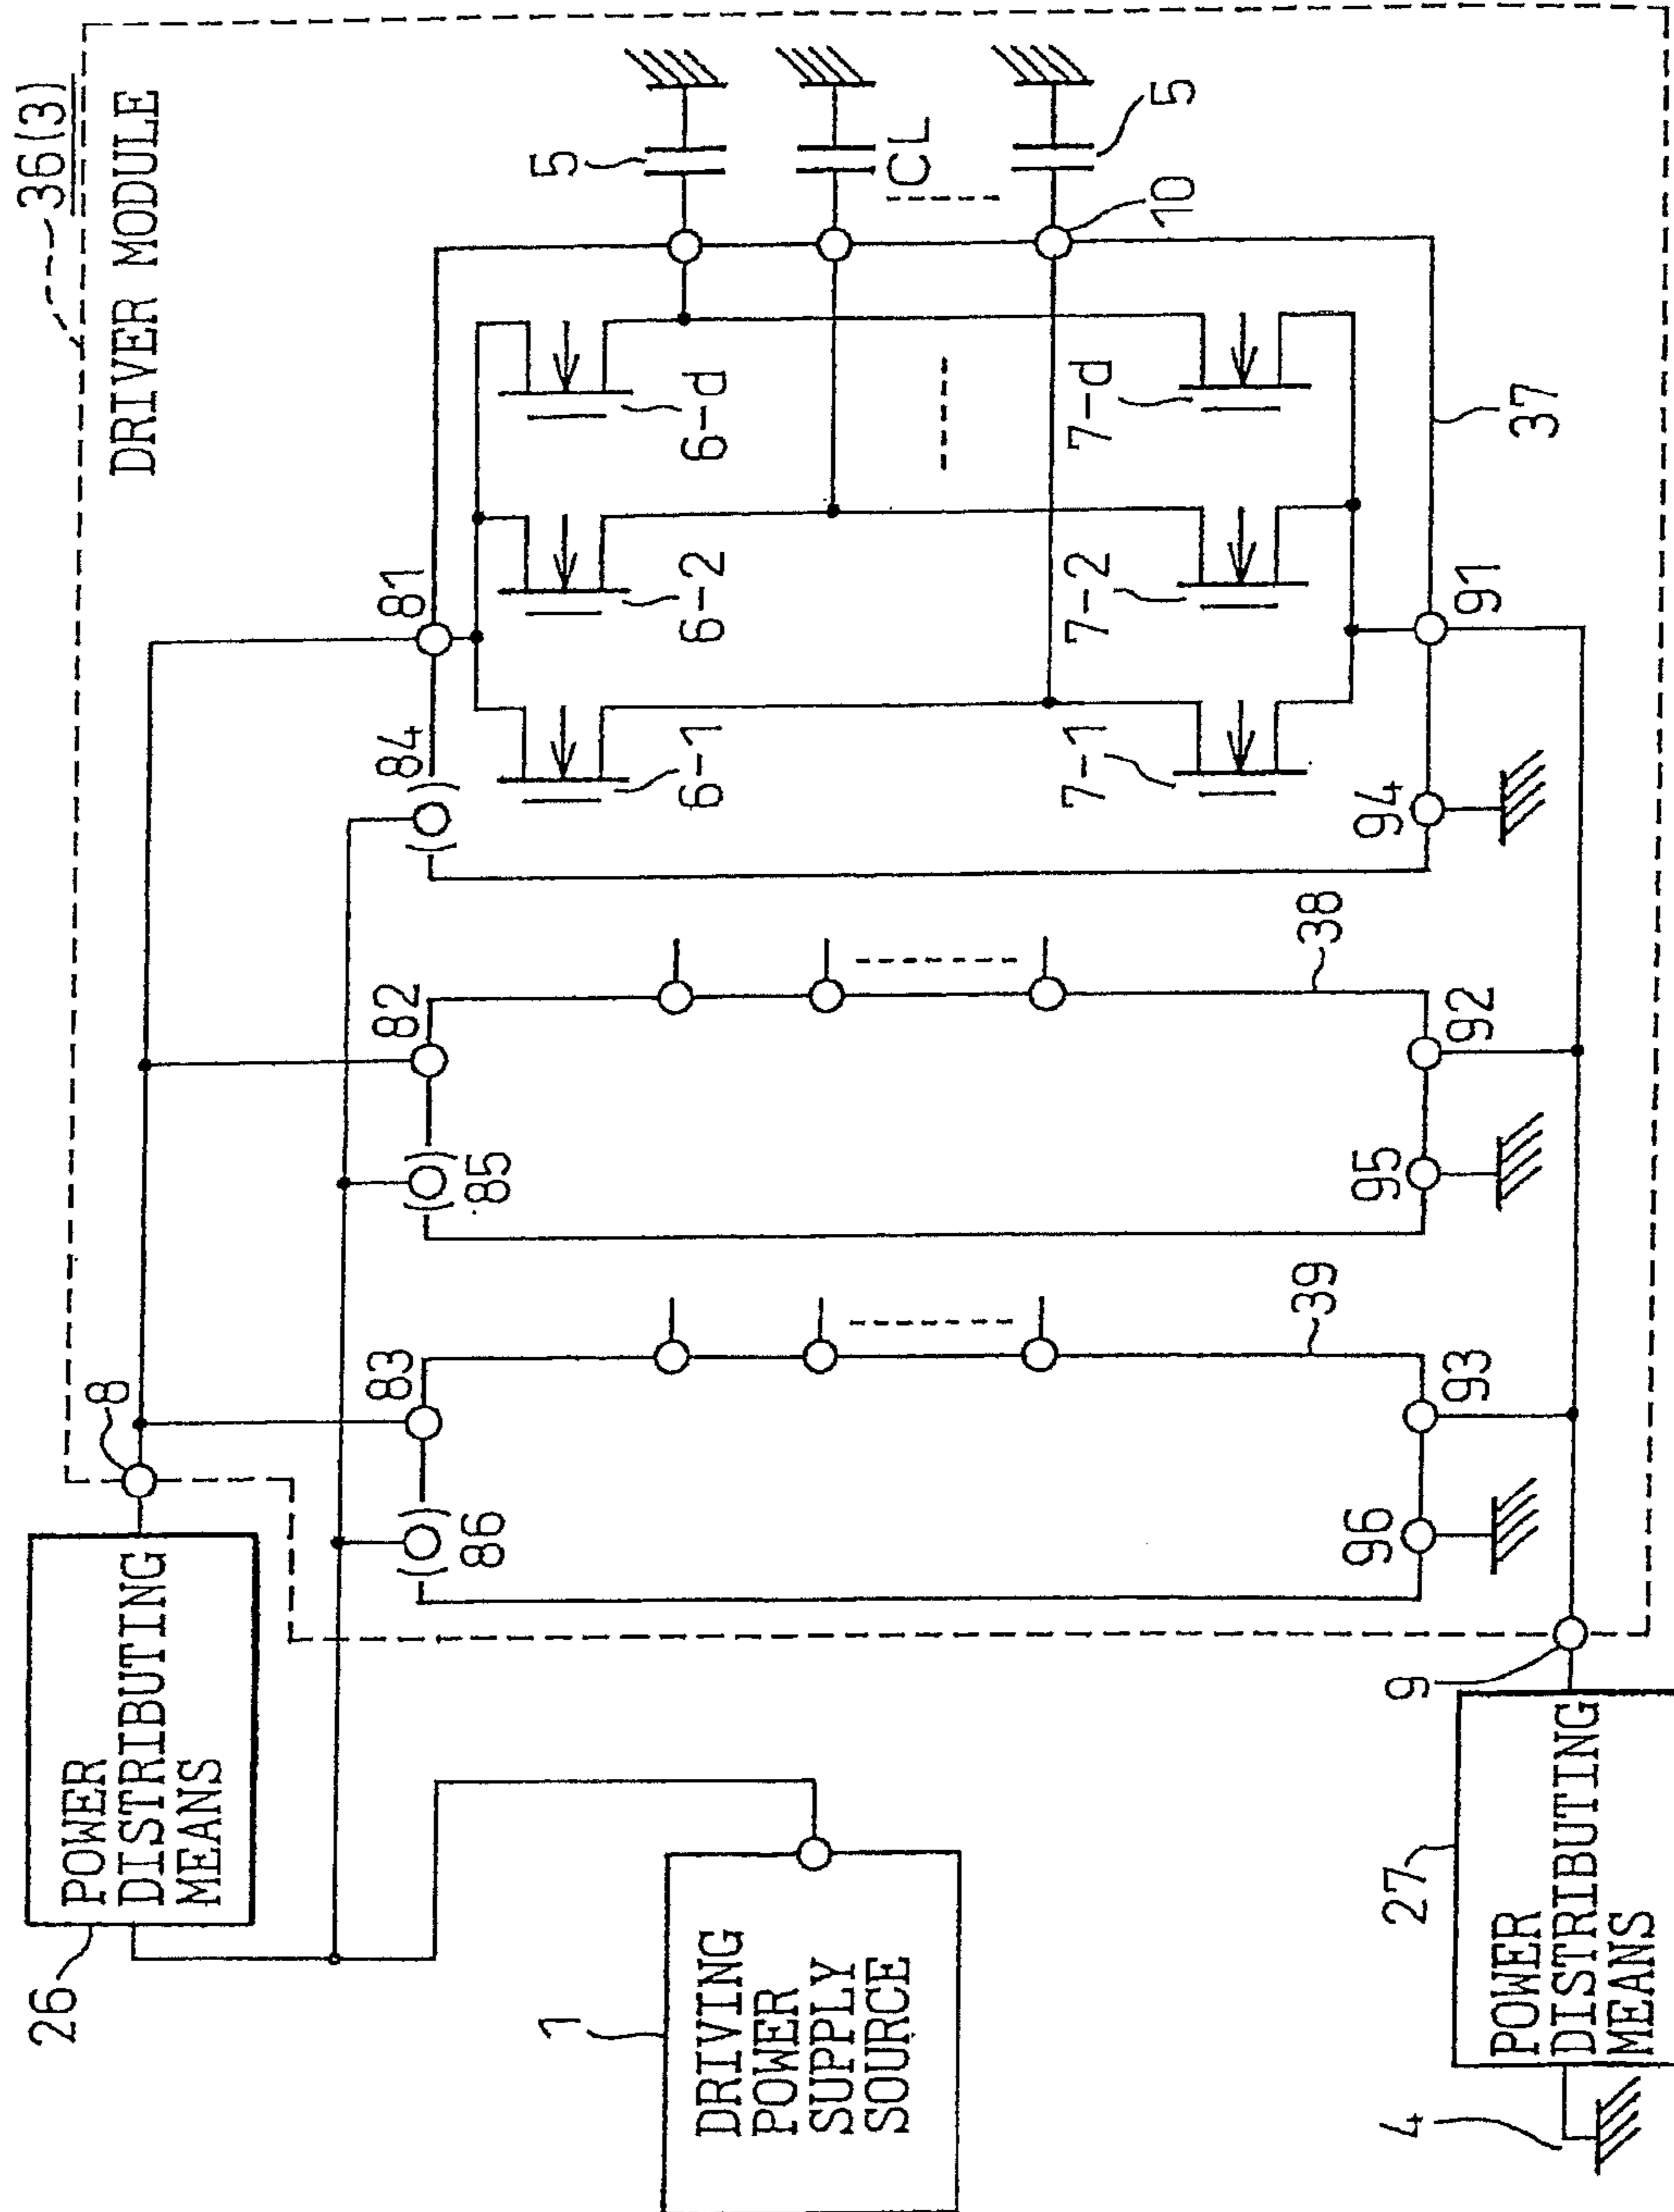 36(3)
DRIVER MODULE
26
POWER
DISTRIBUTING
MEANS
8
83
82
81
86
85
84
6-1
6-2
6-d
5
CL
5
10
1
DRIVING
POWER
SUPPLY
SOURCE
7-1
7-2
7-d
39
38
37
96
93
95
92
94
91
9
27
POWER
DISTRIBUTING
MEANS
4